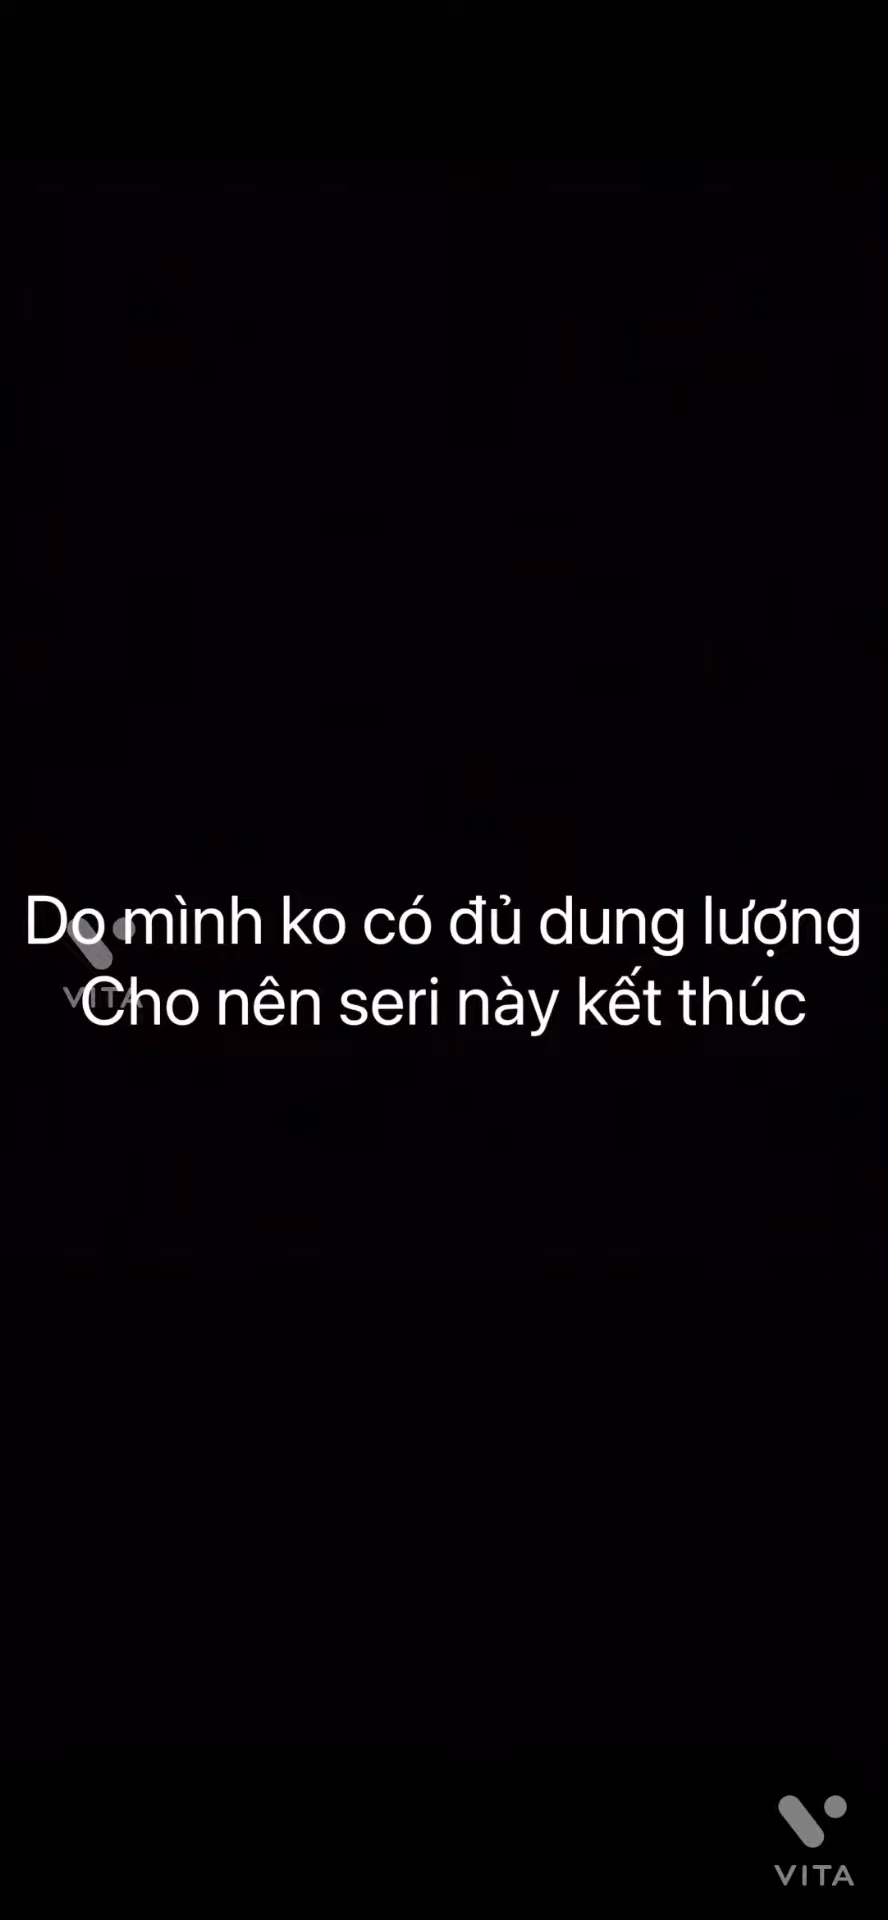 Do mình ko có đủ dung lượng
Cho nên seri này kết thúc
VITA
VITA